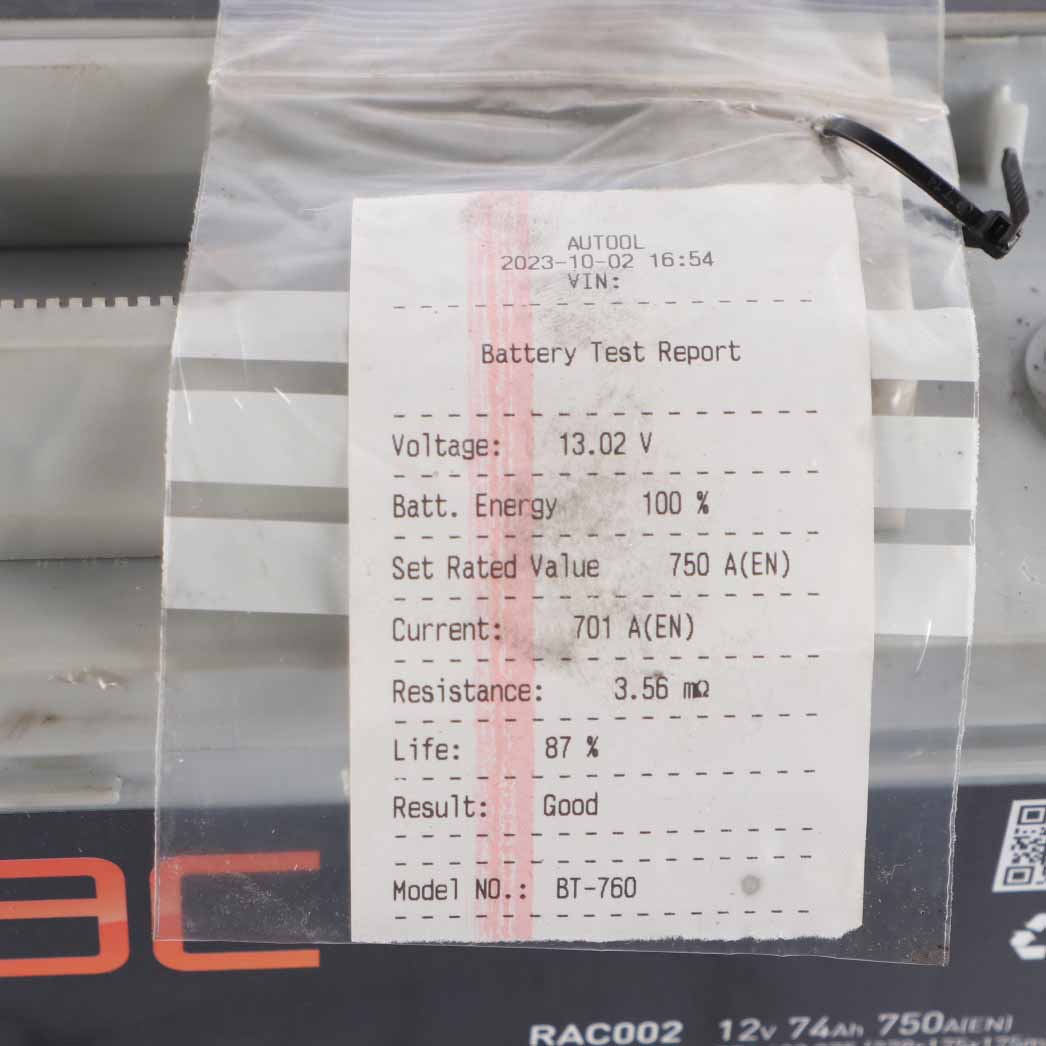 AUTOOL
2023-10-02 16:54
VIN:
Battery Test Report
Voltage: 13.02 V
Batt. Energy 100 %
Set Rated Value 750 A(EN)
Current: 701 A(EN)
Resistance: 3.56 mΩ
Life: 87 %
Result: Good
Model NO.: BT-760
AC
RAC002 12V 74Ah 750A(EN)